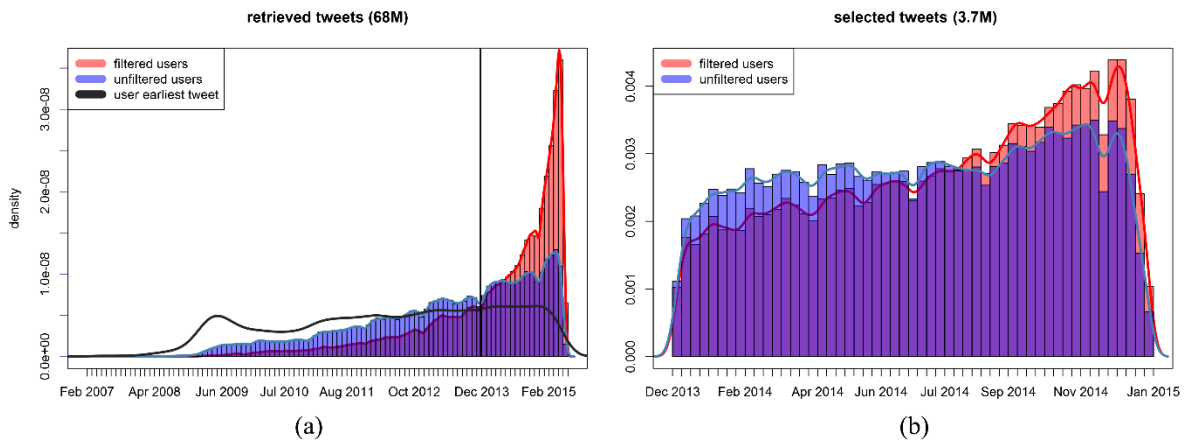 retrieved tweets (68M)
filtered users
unfiltered users
user earliest tweet
density
0.0e+00
1.0e-08
2.0e-08
3.0e-08
Feb 2007 Apr 2008 Jun 2009 Jul 2010 Aug 2011 Oct 2012 Dec 2013 Feb 2015
(a)
selected tweets (3.7M)
filtered users
unfiltered users
0.000
0.001
0.002
0.003
0.004
Dec 2013 Feb 2014 Apr 2014 Jun 2014 Jul 2014 Sep 2014 Nov 2014 Jan 2015
(b)